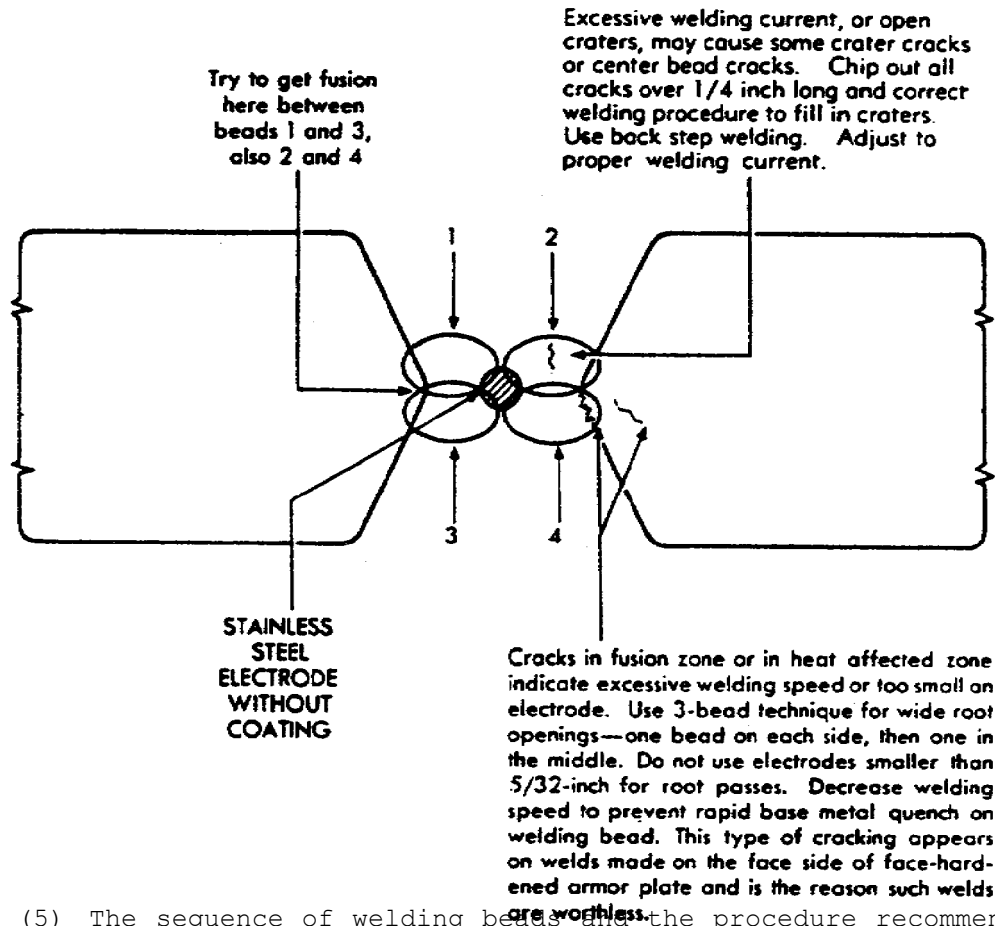 Excessive welding current, or open
craters, may cause some crater cracks
or center bead cracks. Chip out all
cracks over 1/4 inch long and correct
welding procedure to fill in craters.
Use back step welding. Adjust to
proper welding current.
Try to get fusion
here between
beads 1 and 3,
also 2 and 4
1
2
3
4
STAINLESS
STEEL
ELECTRODE
WITHOUT
COATING
Cracks in fusion zone or in heat affected zone
indicate excessive welding speed or too small an
electrode. Use 3-bead technique for wide root
openings—one bead on each side, then one in
the middle. Do not use electrodes smaller than
5/32-inch for root passes. Decrease welding
speed to prevent rapid base metal quench on
welding bead. This type of cracking appears
on welds made on the face side of face-hard-
ened armor plate and is the reason such welds
are worthless.
(5) The sequence of welding beads and the procedure recommen